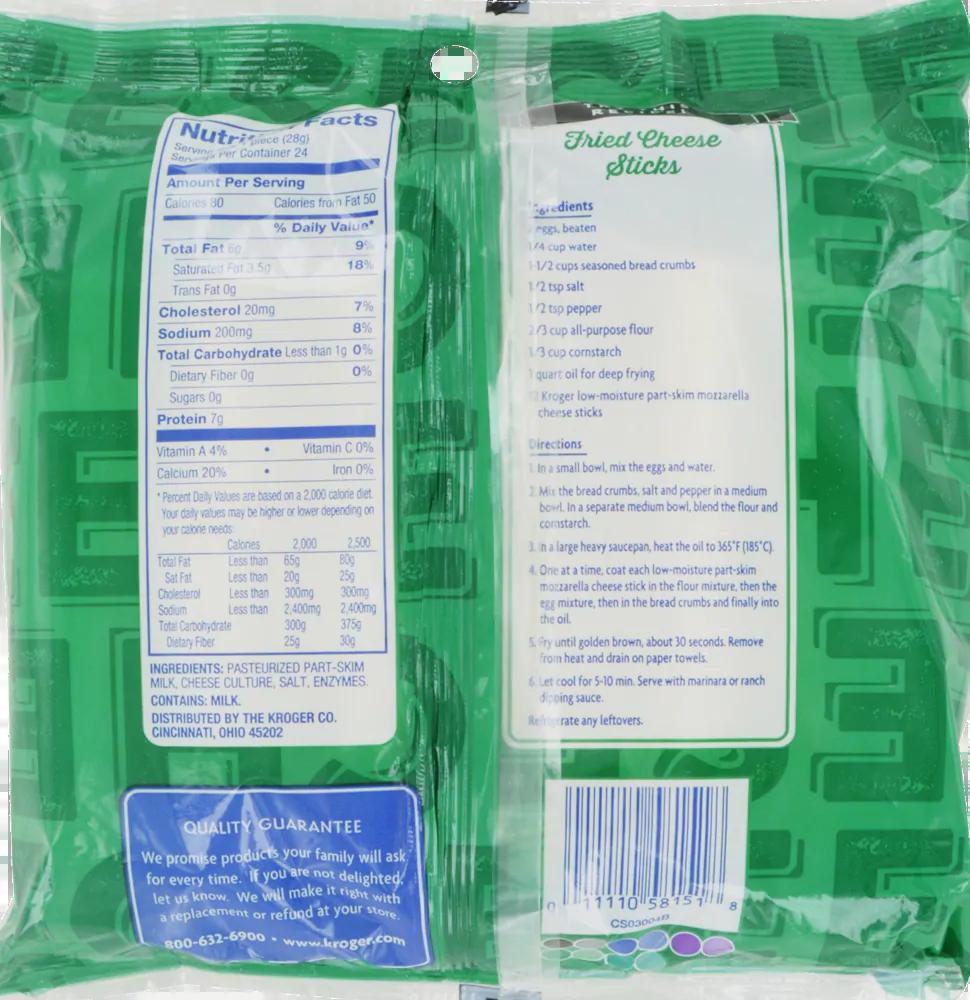 Nutrition Facts
Serving piece (28g)
Servings Per Container 24
Amount Per Serving
Calories 80 Calories from Fat 50
% Daily Value*
Total Fat 6g 9%
Saturated Fat 3.5g 18%
Trans Fat 0g
Cholesterol 20mg 7%
Sodium 200mg 8%
Total Carbohydrate Less than 1g 0%
Dietary Fiber 0g 0%
Sugars 0g
Protein 7g
Vitamin A 4% • Vitamin C 0%
Calcium 20% • Iron 0%
* Percent Daily Values are based on a 2,000 calorie diet.
Your daily values may be higher or lower depending on
your calorie needs:
Calories 2,000 2,500
Total Fat Less than 65g 80g
Sat Fat Less than 20g 25g
Cholesterol Less than 300mg 300mg
Sodium Less than 2,400mg 2,400mg
Total Carbohydrate 300g 375g
Dietary Fiber 25g 30g
INGREDIENTS: PASTEURIZED PART-SKIM
MILK, CHEESE CULTURE, SALT, ENZYMES.
CONTAINS: MILK.
DISTRIBUTED BY THE KROGER CO.
CINCINNATI, OHIO 45202
QUALITY GUARANTEE
We promise products your family will ask
for every time. If you are not delighted,
let us know. We will make it right with
a replacement or refund at your store.
800-632-6900 • www.kroger.com
Fried Cheese
Sticks
Ingredients
eggs, beaten
1/4 cup water
1-1/2 cups seasoned bread crumbs
1/2 tsp salt
1/2 tsp pepper
2/3 cup all-purpose flour
1/3 cup cornstarch
1 quart oil for deep frying
Kroger low-moisture part-skim mozzarella
cheese sticks
Directions
1. In a small bowl, mix the eggs and water.
2. Mix the bread crumbs, salt and pepper in a medium
bowl. In a separate medium bowl, blend the flour and
cornstarch.
3. In a large heavy saucepan, heat the oil to 365°F (185°C).
4. One at a time, coat each low-moisture part-skim
mozzarella cheese stick in the flour mixture, then the
egg mixture, then in the bread crumbs and finally into
the oil.
5. Fry until golden brown, about 30 seconds. Remove
from heat and drain on paper towels.
6. Let cool for 5-10 min. Serve with marinara or ranch
dipping sauce.
Refrigerate any leftovers.
0 11110 58151 8
CS03004B